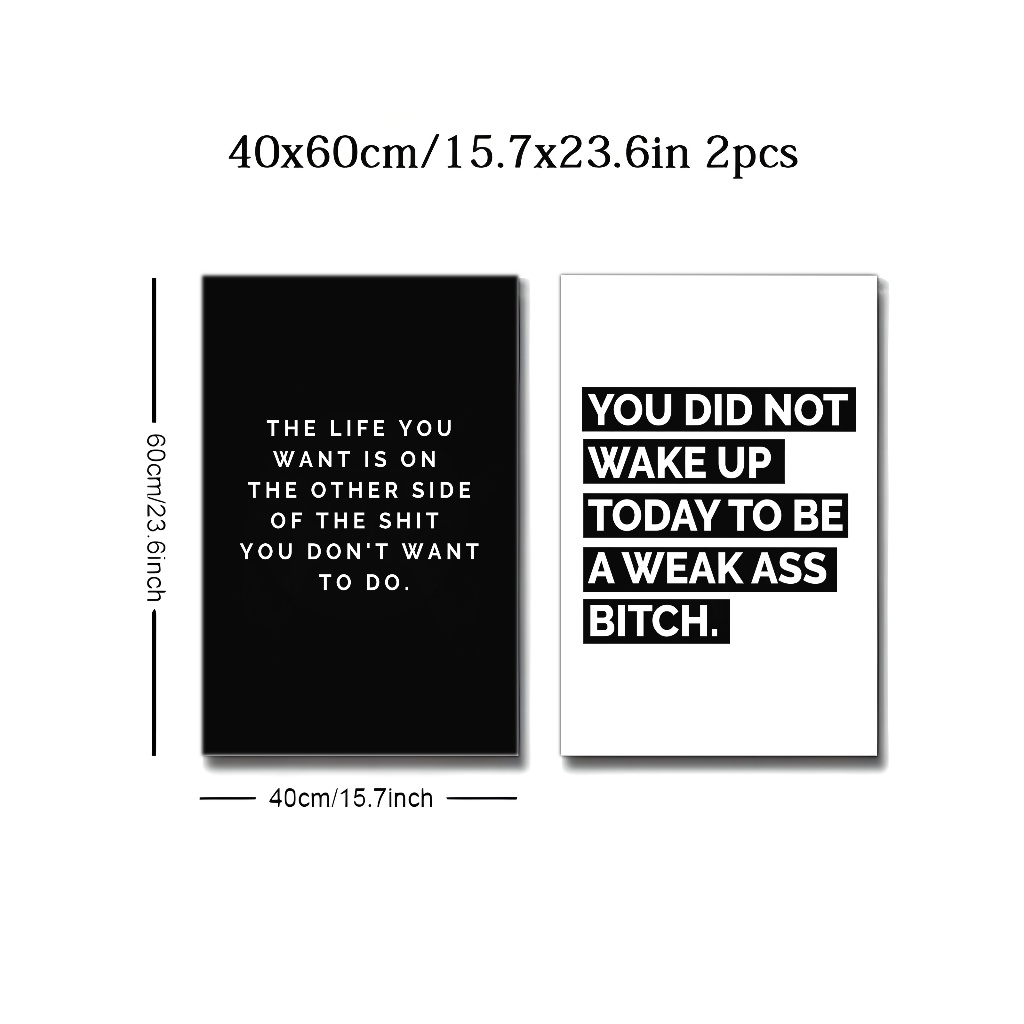 40x60cm/15.7x23.6in 2pcs
60cm/23.6inch
THE LIFE YOU
WANT IS ON
THE OTHER SIDE
OF THE SHIT
YOU DON'T WANT
TO DO.
YOU DID NOT
WAKE UP
TODAY TO BE
A WEAK ASS
BITCH.
40cm/15.7inch